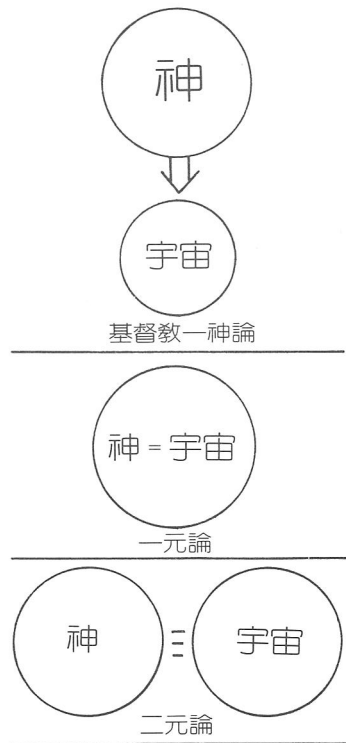 神
宇宙
基督教一神論
神 = 宇宙
一元論
神 宇宙
二元論